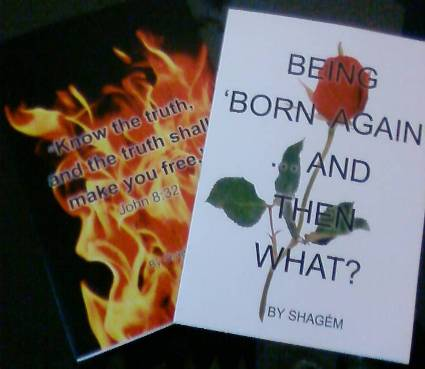 "Know the truth,
and the truth shall
make you free."
John 8:32
BEING
'BORN AGAIN
AND
THEN
WHAT?
BY SHAGÉM